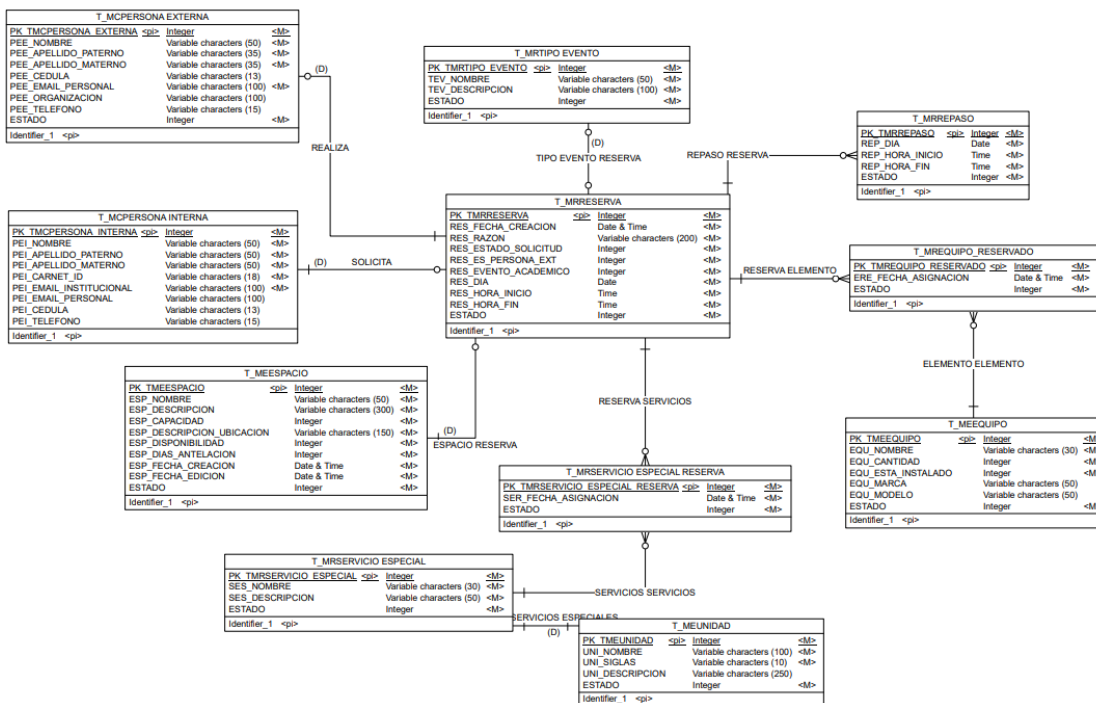 T_MCPERSONA EXTERNA
PK_TMCPERSONA_EXTERNA <pi> Integer <M>
PEE_NOMBRE Variable characters (50) <M>
PEE_APELLIDO_PATERNO Variable characters (35) <M>
PEE_APELLIDO_MATERNO Variable characters (35) <M>
PEE_CEDULA Variable characters (13)
PEE_EMAIL_PERSONAL Variable characters (100) <M>
PEE_ORGANIZACION Variable characters (100)
PEE_TELEFONO Variable characters (15)
ESTADO Integer <M>
Identifier_1 <pi>
(D)
REALIZA
T_MRTIPO EVENTO
PK_TMRTIPO_EVENTO <pi> Integer <M>
TEV_NOMBRE Variable characters (50) <M>
TEV_DESCRIPCION Variable characters (100) <M>
ESTADO Integer <M>
Identifier_1 <pi>
(D)
TIPO EVENTO RESERVA
REPASO RESERVA
T_MRREPASO
PK_TMRREPASO <pi> Integer <M>
REP_DIA Date <M>
REP_HORA_INICIO Time <M>
REP_HORA_FIN Time <M>
ESTADO Integer <M>
Identifier_1 <pi>
T_MCPERSONA INTERNA
PK_TMCPERSONA_INTERNA <pi> Integer <M>
PEI_NOMBRE Variable characters (50) <M>
PEI_APELLIDO_PATERNO Variable characters (50) <M>
PEI_APELLIDO_MATERNO Variable characters (50) <M>
PEI_CARNET_ID Variable characters (18) <M>
PEI_EMAIL_INSTITUCIONAL Variable characters (100) <M>
PEI_EMAIL_PERSONAL Variable characters (100)
PEI_CEDULA Variable characters (13)
PEI_TELEFONO Variable characters (15)
Identifier_1 <pi>
(D)
SOLICITA
T_MRRESERVA
PK_TMRRESERVA <pi> Integer <M>
RES_FECHA_CREACION Date & Time <M>
RES_RAZON Variable characters (200) <M>
RES_ESTADO_SOLICITUD Integer <M>
RES_ES_PERSONA_EXT Integer <M>
RES_EVENTO_ACADEMICO Integer <M>
RES_DIA Date <M>
RES_HORA_INICIO Time <M>
RES_HORA_FIN Time <M>
ESTADO Integer <M>
Identifier_1 <pi>
RESERVA ELEMENTO
T_MREQUIPO_RESERVADO
PK_TMREQUIPO_RESERVADO <pi> Integer <M>
ERE_FECHA_ASIGNACION Date & Time <M>
ESTADO Integer <M>
Identifier_1 <pi>
ELEMENTO ELEMENTO
T_MEESPACIO
PK_TMEESPACIO <pi> Integer <M>
ESP_NOMBRE Variable characters (50) <M>
ESP_DESCRIPCION Variable characters (300) <M>
ESP_CAPACIDAD Integer <M>
ESP_DESCRIPCION_UBICACION Variable characters (150) <M>
ESP_DISPONIBILIDAD Integer <M>
ESP_DIAS_ANTELACION Integer <M>
ESP_FECHA_CREACION Date & Time <M>
ESP_FECHA_EDICION Date & Time <M>
ESTADO Integer <M>
Identifier_1 <pi>
(D)
ESPACIO RESERVA
RESERVA SERVICIOS
T_MEEQUIPO
PK_TMEEQUIPO <pi> Integer <M>
EQU_NOMBRE Variable characters (30) <M>
EQU_CANTIDAD Integer <M>
EQU_ESTA_INSTALADO Integer <M>
EQU_MARCA Variable characters (50)
EQU_MODELO Variable characters (50)
ESTADO Integer <M>
Identifier_1 <pi>
T_MRSERVICIO ESPECIAL RESERVA
PK_TMRSERVICIO_ESPECIAL_RESERVA <pi> Integer <M>
SER_FECHA_ASIGNACION Date & Time <M>
ESTADO Integer <M>
Identifier_1 <pi>
T_MRSERVICIO ESPECIAL
PK_TMRSERVICIO_ESPECIAL <pi> Integer <M>
SES_NOMBRE Variable characters (30) <M>
SES_DESCRIPCION Variable characters (50) <M>
ESTADO Integer <M>
Identifier_1 <pi>
SERVICIOS SERVICIOS
SERVICIOS ESPECIALES
(D)
T_MEUNIDAD
PK_TMEUNIDAD <pi> Integer <M>
UNI_NOMBRE Variable characters (100) <M>
UNI_SIGLAS Variable characters (10) <M>
UNI_DESCRIPCION Variable characters (250)
ESTADO Integer <M>
Identifier_1 <pi>